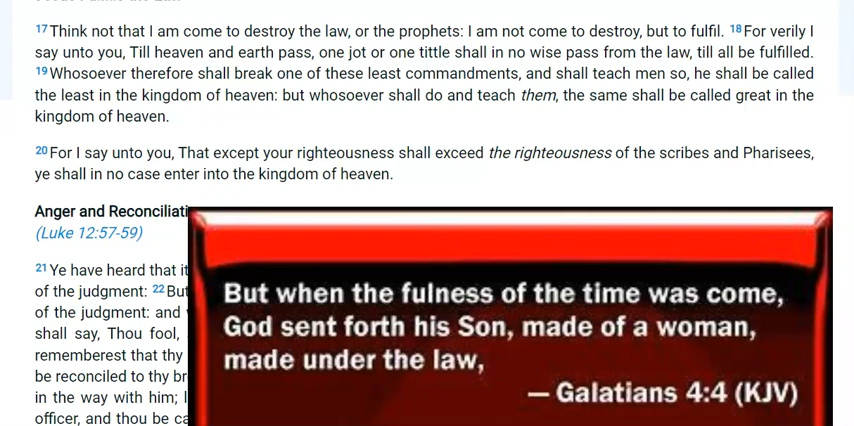 17 Think not that I am come to destroy the law, or the prophets: I am not come to destroy, but to fulfil. 18 For verily I
say unto you, Till heaven and earth pass, one jot or one tittle shall in no wise pass from the law, till all be fulfilled.
19 Whosoever therefore shall break one of these least commandments, and shall teach men so, he shall be called
the least in the kingdom of heaven: but whosoever shall do and teach them, the same shall be called great in the
kingdom of heaven.
20 For I say unto you, That except your righteousness shall exceed the righteousness of the scribes and Pharisees,
ye shall in no case enter into the kingdom of heaven.
Anger and Reconciliati
(Luke 12:57-59)
21 Ye have heard that it
of the judgment: 22 But
of the judgment: and
shall say, Thou fool,
rememberest that thy
be reconciled to thy br
in the way with him; l
officer, and thou be ca
But when the fulness of the time was come,
God sent forth his Son, made of a woman,
made under the law,
— Galatians 4:4 (KJV)